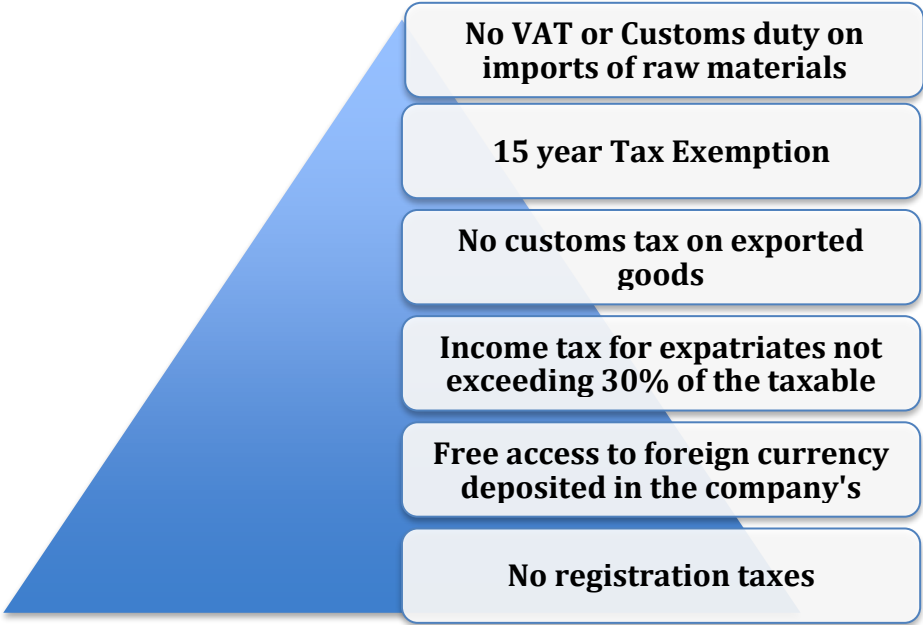 No VAT or Customs duty on
imports of raw materials
15 year Tax Exemption
No customs tax on exported
goods
Income tax for expatriates not
exceeding 30% of the taxable
Free access to foreign currency
deposited in the company's
No registration taxes